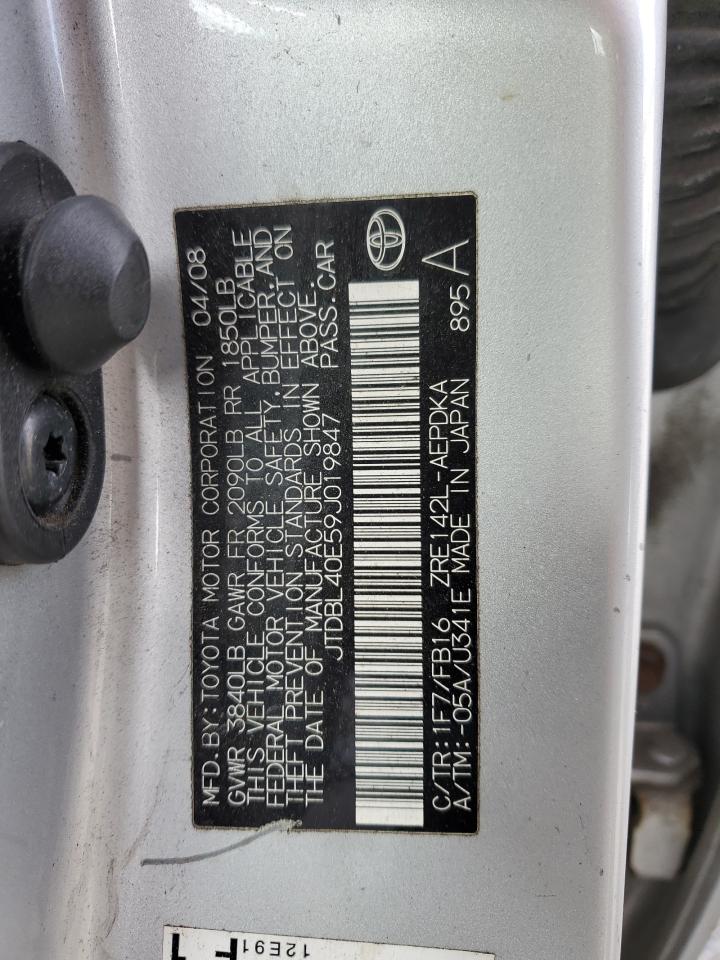 MFD.BY:TOYOTA MOTOR CORPORATION 04/08
GVWR 3840LB GAWR FR 2090LB RR 1850LB
THIS VEHICLE CONFORMS TO ALL APPLICABLE
FEDERAL MOTOR VEHICLE SAFETY,BUMPER,AND
THEFT PREVENTION STANDARDS IN EFFECT ON
THE DATE OF MANUFACTURE SHOWN ABOVE.
JTDBL40E59J019847 PASS.CAR
C/TR:1F7/FB16 ZRE142L-AEPDKA
A/TM:-05A/U341E MADE IN JAPAN 895 A
12E91